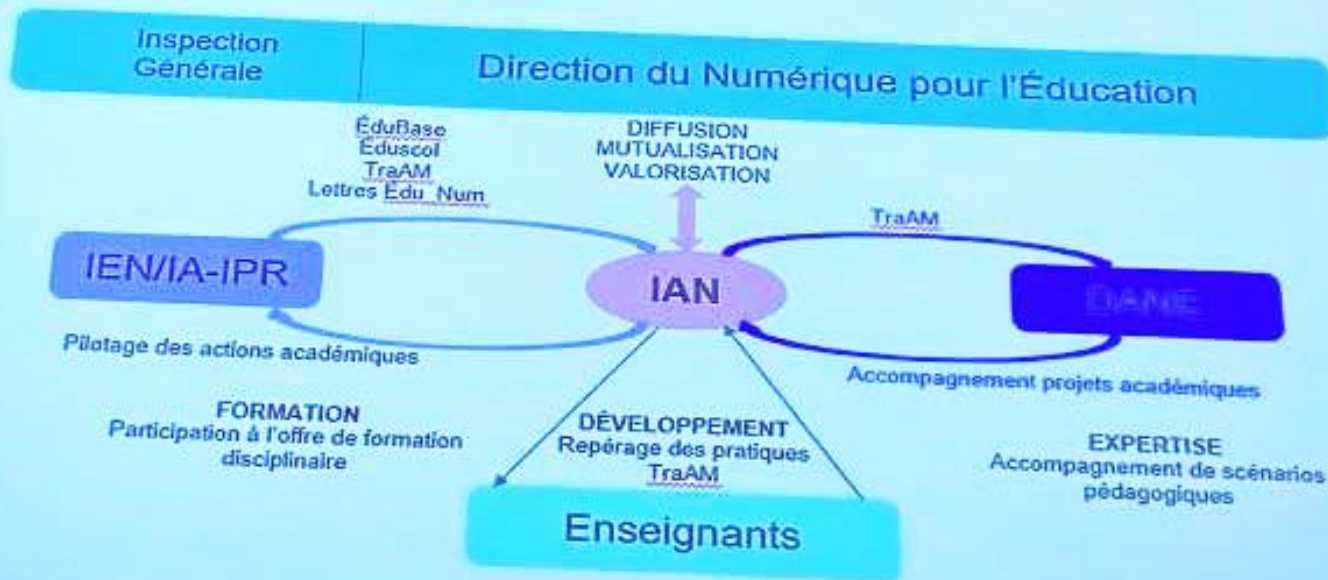 Inspection
Générale
Direction du Numérique pour l'Éducation
ÉduBase
Éduscol
TraAM
Lettres Édu_Num
DIFFUSION
MUTUALISATION
VALORISATION
TraAM
IEN/IA-IPR
IAN
DANE
Pilotage des actions académiques
Accompagnement projets académiques
FORMATION
Participation à l'offre de formation
disciplinaire
DÉVELOPPEMENT
Repérage des pratiques
TraAM
EXPERTISE
Accompagnement de scénarios
pédagogiques
Enseignants